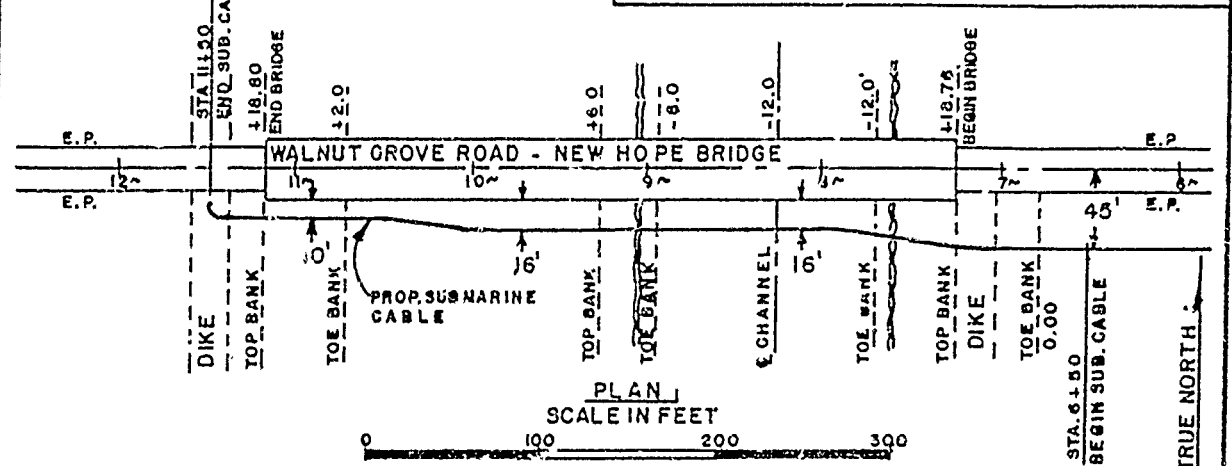 STA 11+50
END SUB. CA
+18.80
END BRIDGE
+2.0
+6.0
-8.0
-12.0
-12.0'
+18.76
BEGIN BRIDGE
E.P.
WALNUT GROVE ROAD - NEW HOPE BRIDGE
E.P.
12~
11~
10~
9~
7~
6~
E.P.
E.P.
10'
16'
16'
45'
PROP. SUBMARINE
CABLE
DIKE
TOP BANK
TOE BANK
TOP BANK
TOE BANK
℄ CHANNEL
TOE BANK
TOP BANK
DIKE
TOE BANK
0.00
STA. 6+50
BEGIN SUB. CABLE
TRUE NORTH
PLAN
SCALE IN FEET
0 100 200 300